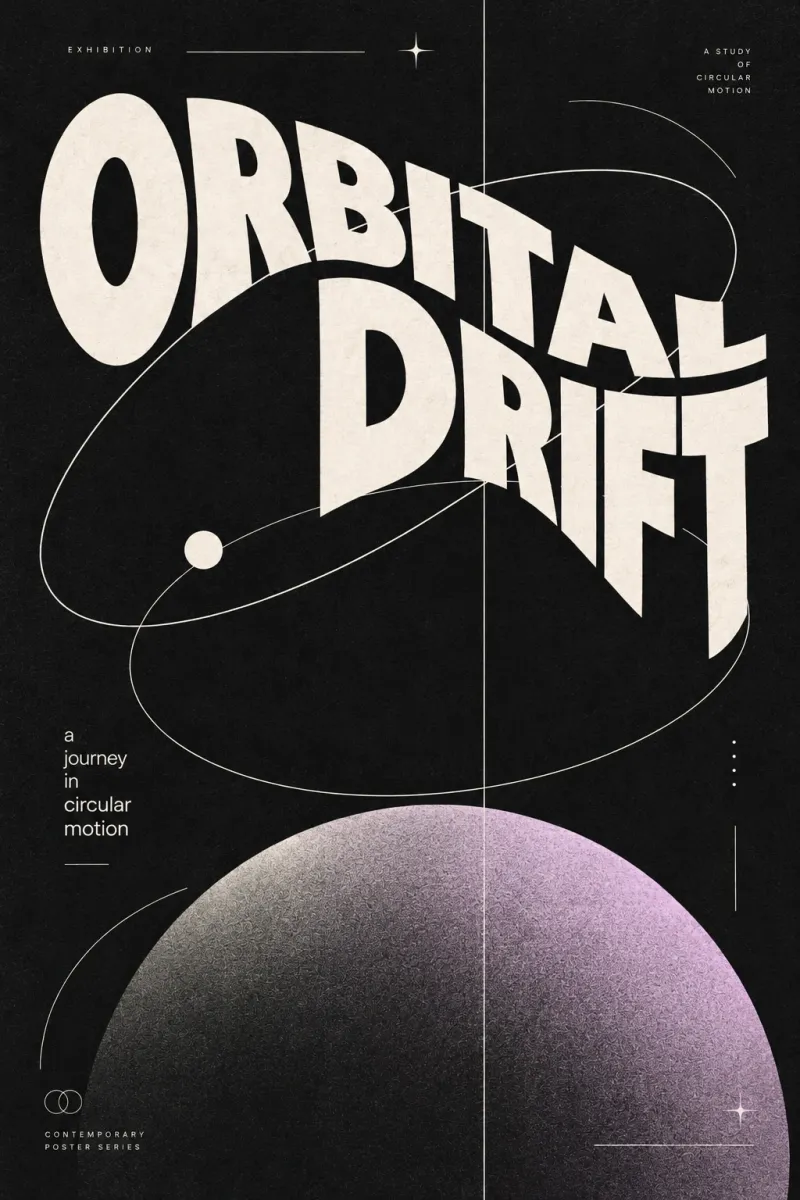 EXHIBITION
A STUDY
OF
CIRCULAR
MOTION
ORBITAL
DRIFT
a
journey
in
circular
motion
CONTEMPORARY
POSTER SERIES